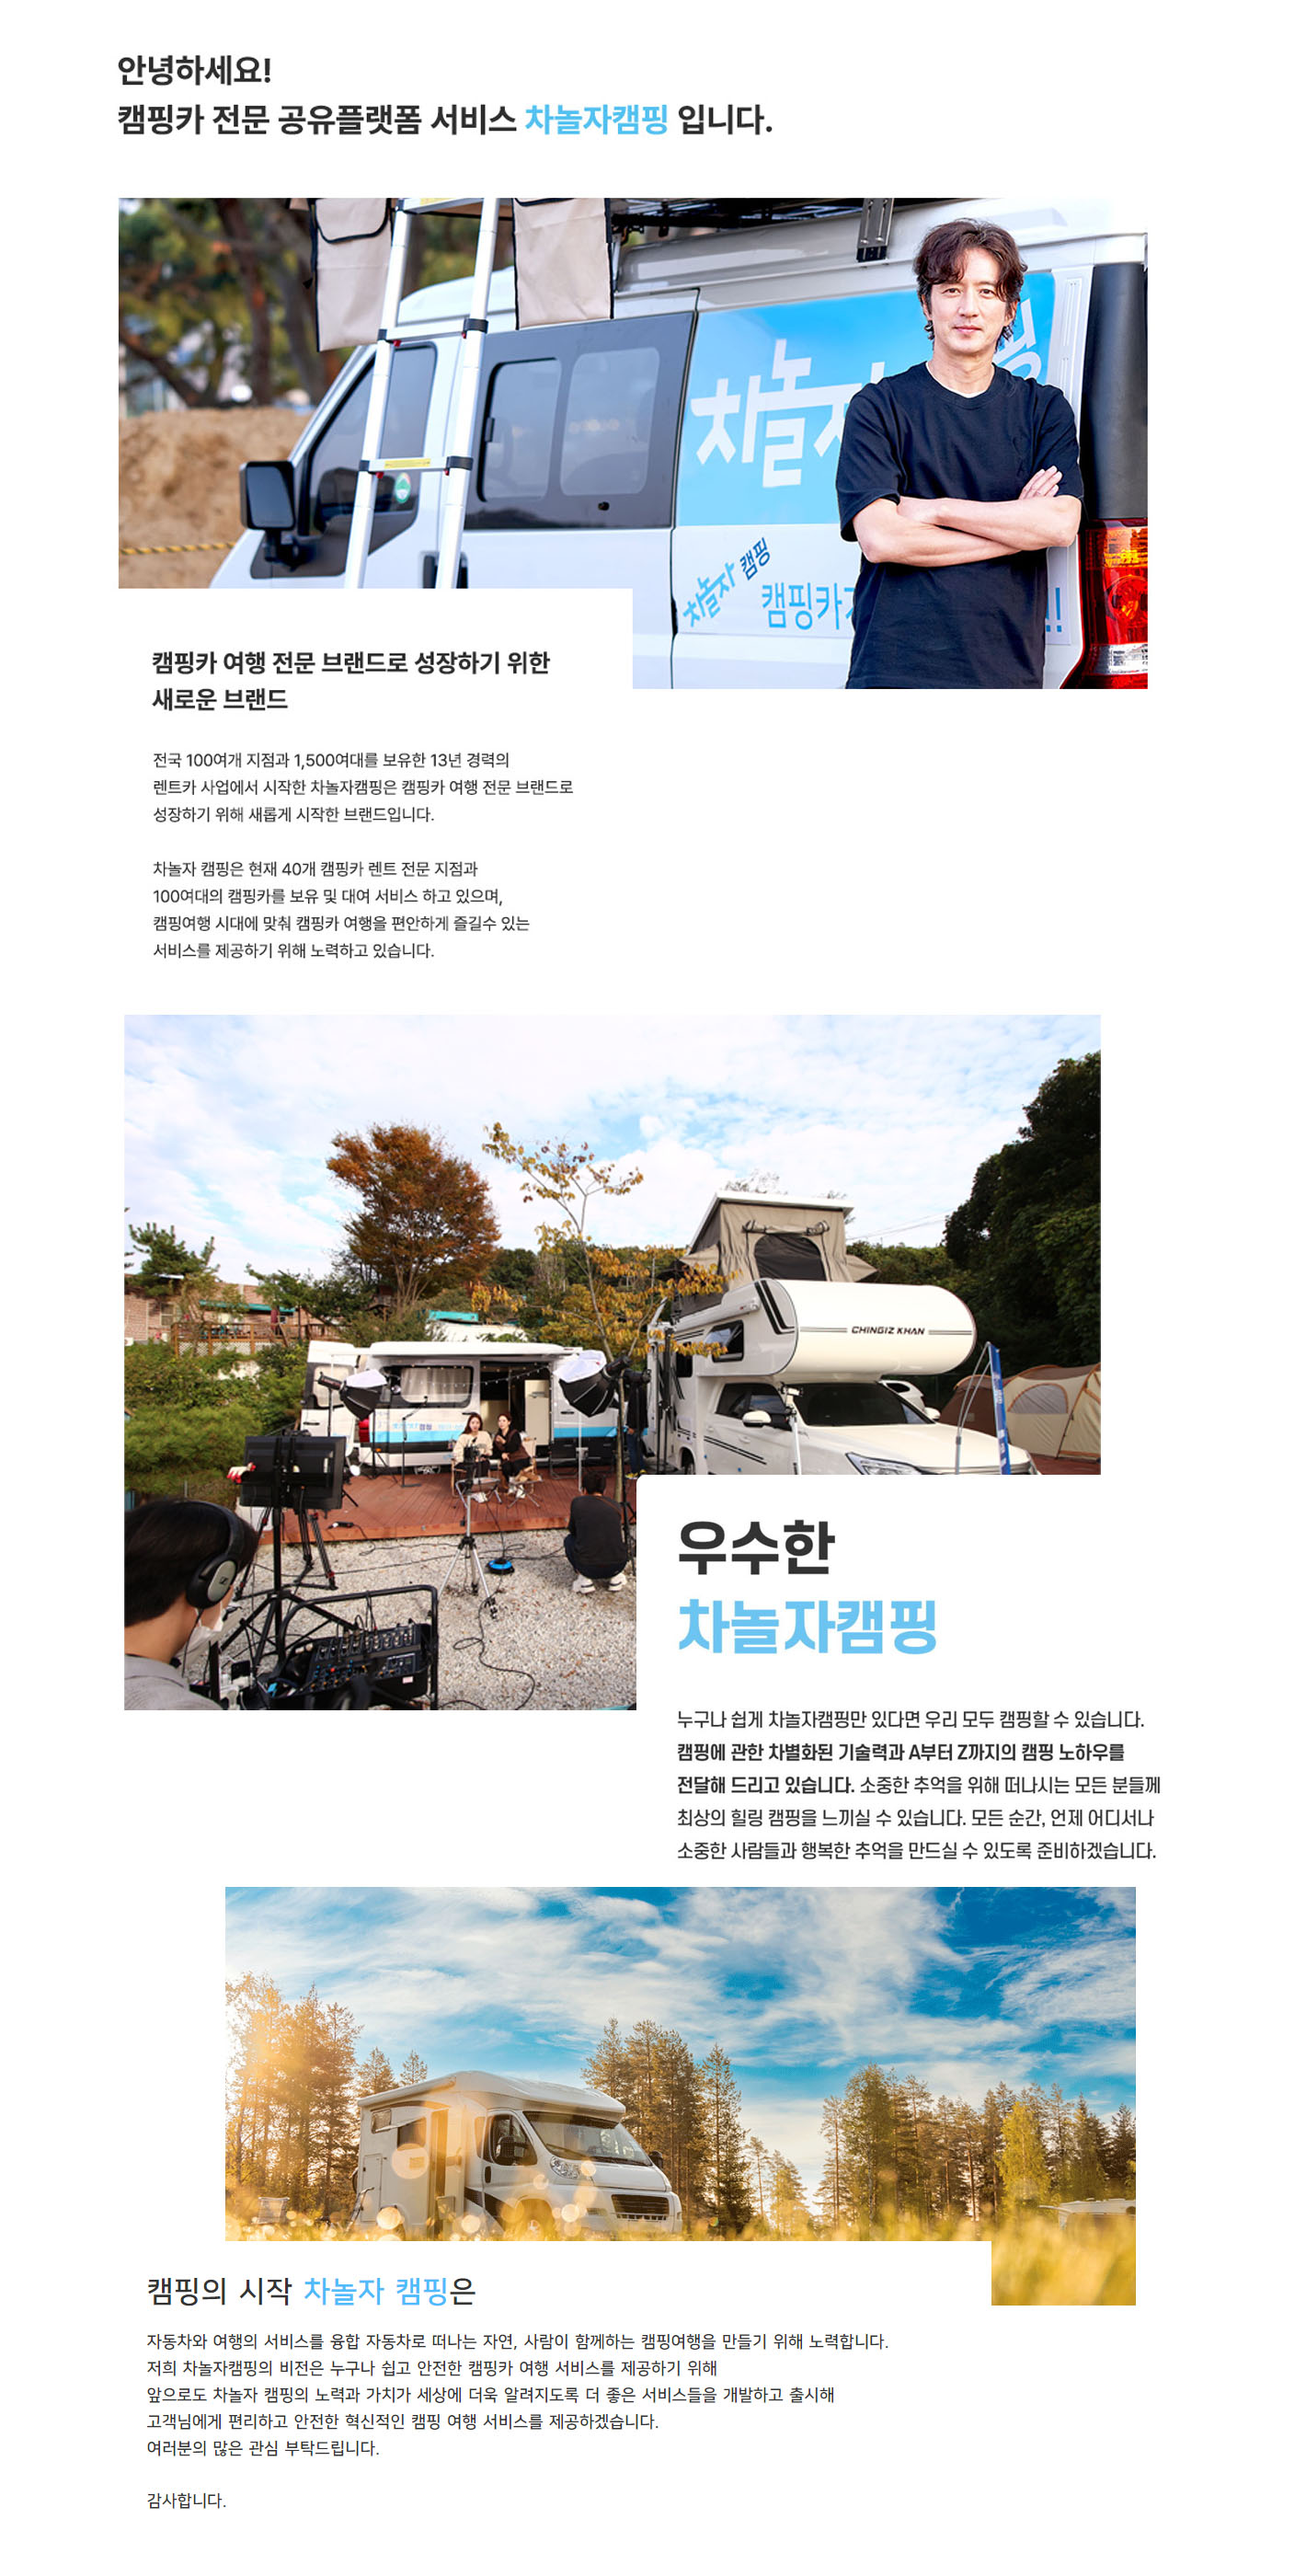 안녕하세요!
캠핑카 전문 공유플랫폼 서비스 차놀자캠핑 입니다.
차놀자
차놀자 캠핑
캠핑카
캠핑카 여행 전문 브랜드로 성장하기 위한
새로운 브랜드
전국 100여개 지점과 1,500여대를 보유한 13년 경력의
렌트카 사업에서 시작한 차놀자캠핑은 캠핑카 여행 전문 브랜드로
성장하기 위해 새롭게 시작한 브랜드입니다.
차놀자 캠핑은 현재 40개 캠핑카 렌트 전문 지점과
100여대의 캠핑카를 보유 및 대여 서비스 하고 있으며,
캠핑여행 시대에 맞춰 캠핑카 여행을 편안하게 즐길수 있는
서비스를 제공하기 위해 노력하고 있습니다.
CHINGIZ KHAN
우수한
차놀자캠핑
누구나 쉽게 차놀자캠핑만 있다면 우리 모두 캠핑할 수 있습니다.
캠핑에 관한 차별화된 기술력과 A부터 Z까지의 캠핑 노하우를
전달해 드리고 있습니다. 소중한 추억을 위해 떠나시는 모든 분들께
최상의 힐링 캠핑을 느끼실 수 있습니다. 모든 순간, 언제 어디서나
소중한 사람들과 행복한 추억을 만드실 수 있도록 준비하겠습니다.
캠핑의 시작 차놀자 캠핑은
자동차와 여행의 서비스를 융합 자동차로 떠나는 자연, 사람이 함께하는 캠핑여행을 만들기 위해 노력합니다.
저희 차놀자캠핑의 비전은 누구나 쉽고 안전한 캠핑카 여행 서비스를 제공하기 위해
앞으로도 차놀자 캠핑의 노력과 가치가 세상에 더욱 알려지도록 더 좋은 서비스들을 개발하고 출시해
고객님에게 편리하고 안전한 혁신적인 캠핑 여행 서비스를 제공하겠습니다.
여러분의 많은 관심 부탁드립니다.
감사합니다.